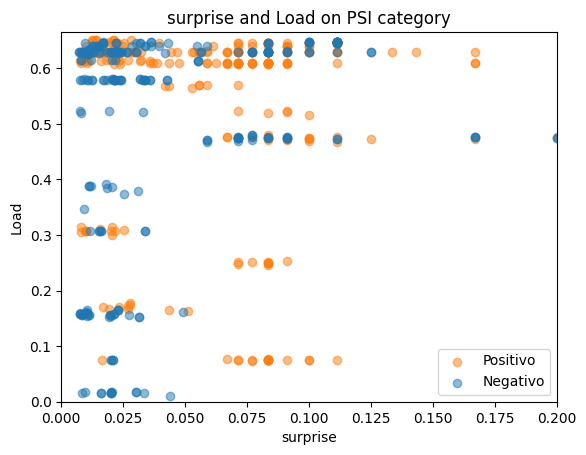 surprise and Load on PSI category
Load
0.6
0.5
0.4
0.3
0.2
0.1
0.0
Positivo
Negativo
0.000 0.025 0.050 0.075 0.100 0.125 0.150 0.175 0.200
surprise